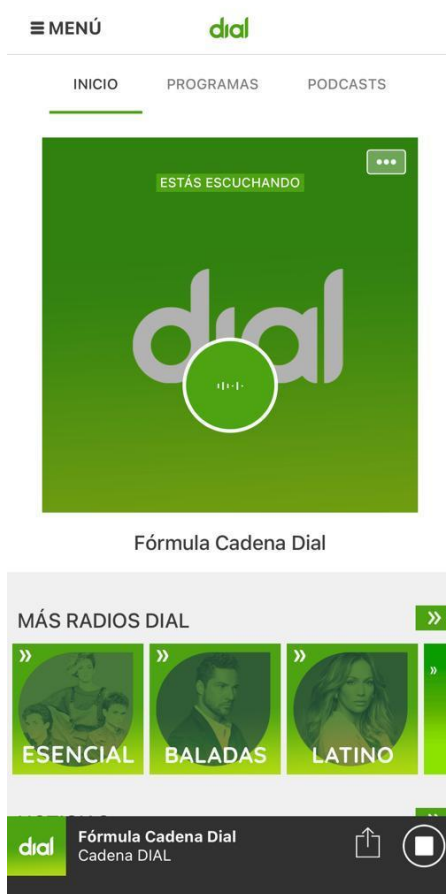 MENÚ
dial
INICIO PROGRAMAS PODCASTS
ESTÁS ESCUCHANDO
dial
Fórmula Cadena Dial
MÁS RADIOS DIAL
ESENCIAL BALADAS LATINO
dial
Fórmula Cadena Dial
Cadena DIAL